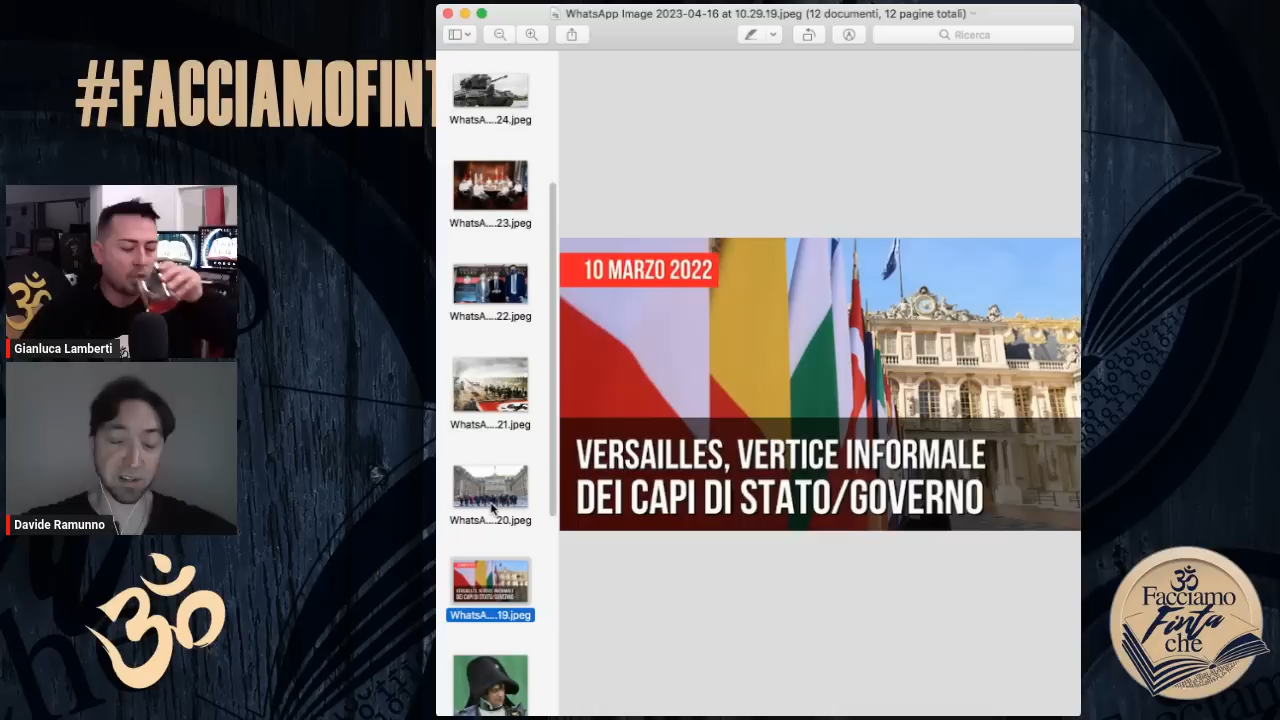 WhatsApp Image 2023-04-16 at 10.29.19.jpeg (12 documenti, 12 pagine totali)
Ricerca
#FACCIAMOFINT
WhatsA....24.jpeg
WhatsA....23.jpeg
WhatsA....22.jpeg
WhatsA....21.jpeg
WhatsA....20.jpeg
WhatsA....19.jpeg
10 MARZO 2022
VERSAILLES, VERTICE INFORMALE
DEI CAPI DI STATO/GOVERNO
Gianluca Lamberti
Davide Ramunno
ॐ
ॐ
Facciamo
Finta
che